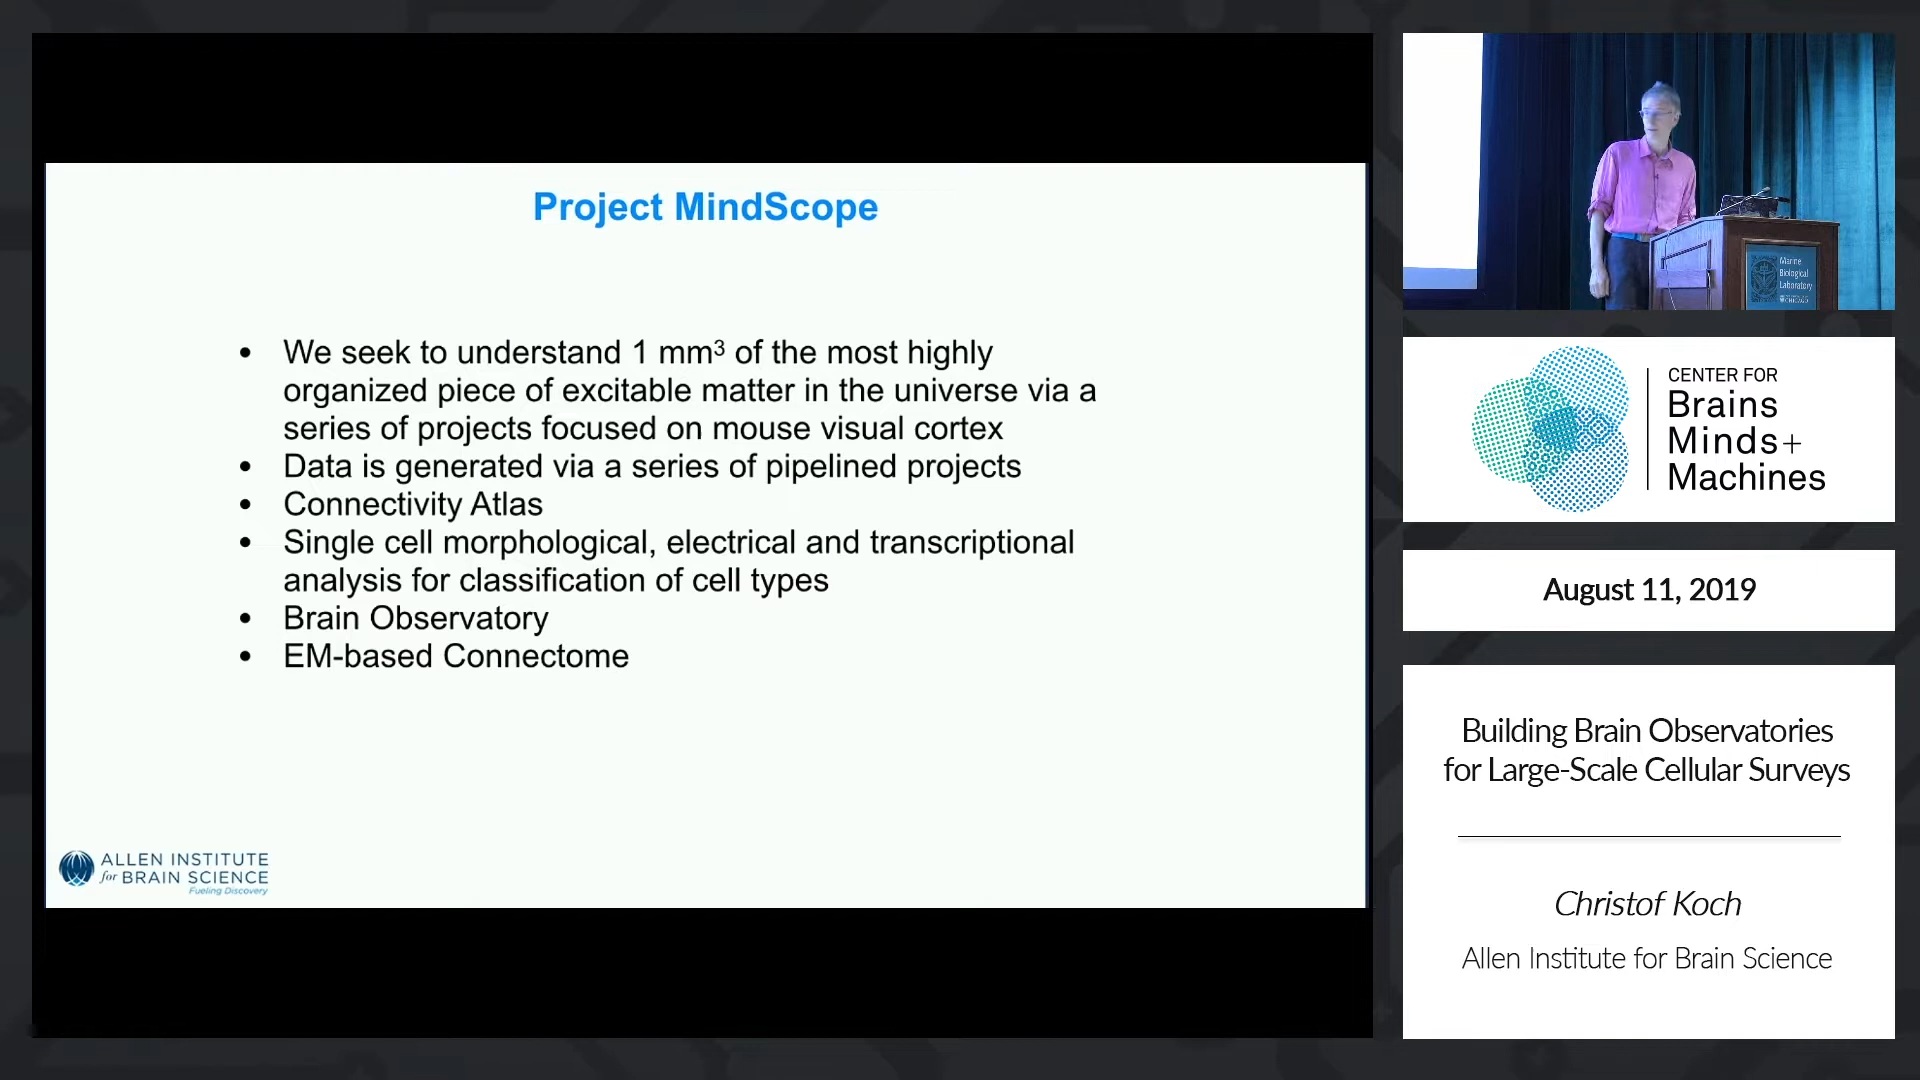 Project MindScope
• We seek to understand 1 mm³ of the most highly
organized piece of excitable matter in the universe via a
series of projects focused on mouse visual cortex
• Data is generated via a series of pipelined projects
• Connectivity Atlas
• Single cell morphological, electrical and transcriptional
analysis for classification of cell types
• Brain Observatory
• EM-based Connectome
ALLEN INSTITUTE
for BRAIN SCIENCE
Fueling Discovery
Marine
Biological
Laboratory
CHICAGO
CENTER FOR
Brains
Minds+
Machines
August 11, 2019
Building Brain Observatories
for Large-Scale Cellular Surveys
Christof Koch
Allen Institute for Brain Science